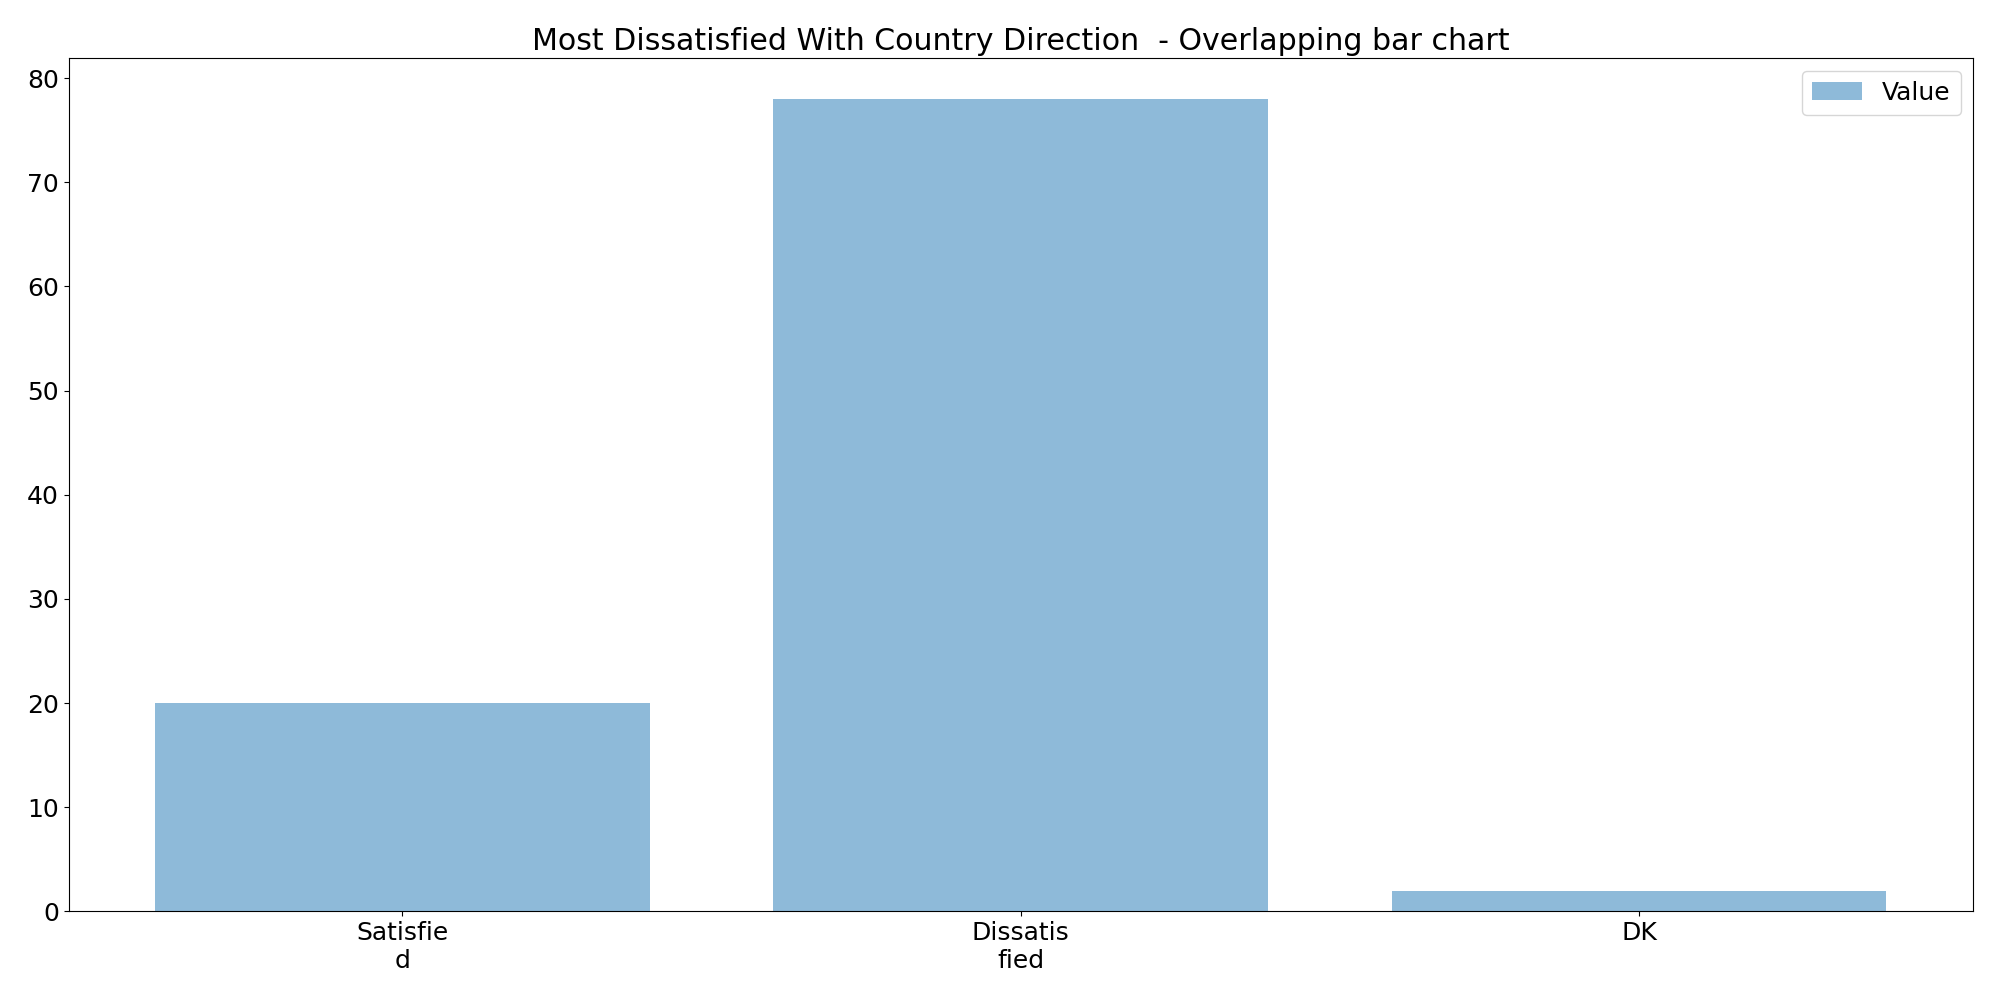 Most Dissatisfied With Country Direction  - Overlapping bar chart
Value
80
70
60
50
40
30
20
10
0
Satisfie
d
Dissatis
fied
DK